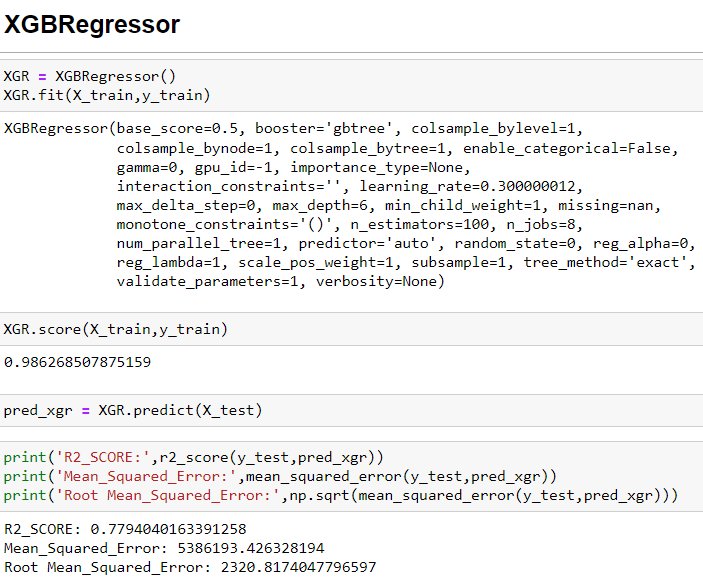 XGBRegressor
XGR = XGBRegressor()
XGR.fit(X_train,y_train)
XGBRegressor(base_score=0.5, booster='gbtree', colsample_bylevel=1,
colsample_bynode=1, colsample_bytree=1, enable_categorical=False,
gamma=0, gpu_id=-1, importance_type=None,
interaction_constraints='', learning_rate=0.300000012,
max_delta_step=0, max_depth=6, min_child_weight=1, missing=nan,
monotone_constraints='()', n_estimators=100, n_jobs=8,
num_parallel_tree=1, predictor='auto', random_state=0, reg_alpha=0,
reg_lambda=1, scale_pos_weight=1, subsample=1, tree_method='exact',
validate_parameters=1, verbosity=None)
XGR.score(X_train,y_train)
0.986268507875159
pred_xgr = XGR.predict(X_test)
print('R2_SCORE:',r2_score(y_test,pred_xgr))
print('Mean_Squared_Error:',mean_squared_error(y_test,pred_xgr))
print('Root Mean_Squared_Error:',np.sqrt(mean_squared_error(y_test,pred_xgr)))
R2_SCORE: 0.7794040163391258
Mean_Squared_Error: 5386193.426328194
Root Mean_Squared_Error: 2320.8174047796597